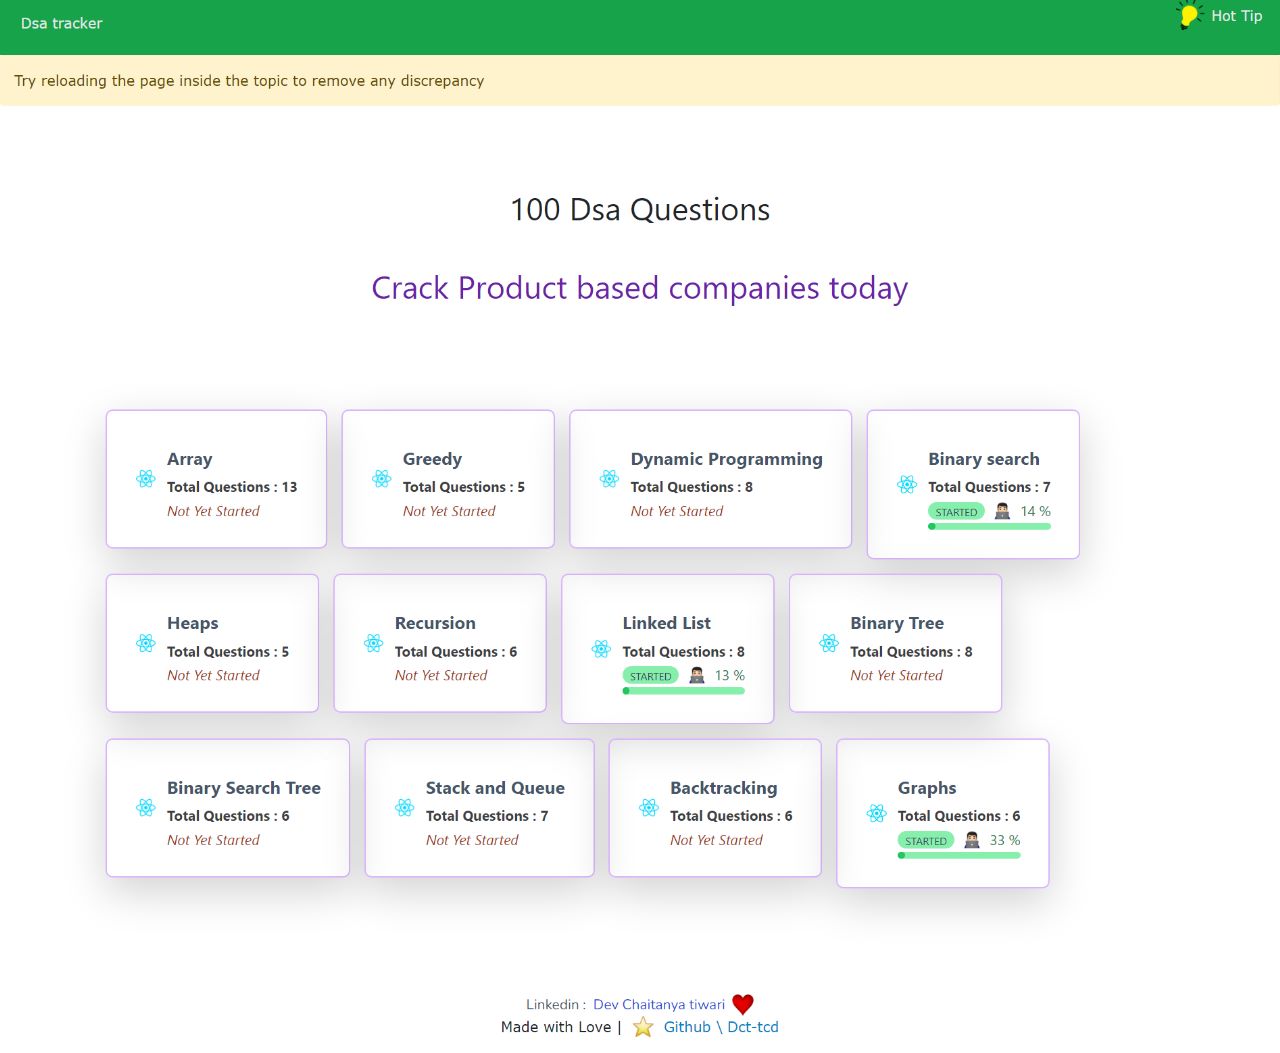 Dsa tracker
Hot Tip
Try reloading the page inside the topic to remove any discrepancy
100 Dsa Questions
Crack Product based companies today
Array
Total Questions : 13
Not Yet Started
Greedy
Total Questions : 5
Not Yet Started
Dynamic Programming
Total Questions : 8
Not Yet Started
Binary search
Total Questions : 7
STARTED 14 %
Heaps
Total Questions : 5
Not Yet Started
Recursion
Total Questions : 6
Not Yet Started
Linked List
Total Questions : 8
STARTED 13 %
Binary Tree
Total Questions : 8
Not Yet Started
Binary Search Tree
Total Questions : 6
Not Yet Started
Stack and Queue
Total Questions : 7
Not Yet Started
Backtracking
Total Questions : 6
Not Yet Started
Graphs
Total Questions : 6
STARTED 33 %
Linkedin : Dev Chaitanya tiwari
Made with Love | Github \ Dct-tcd